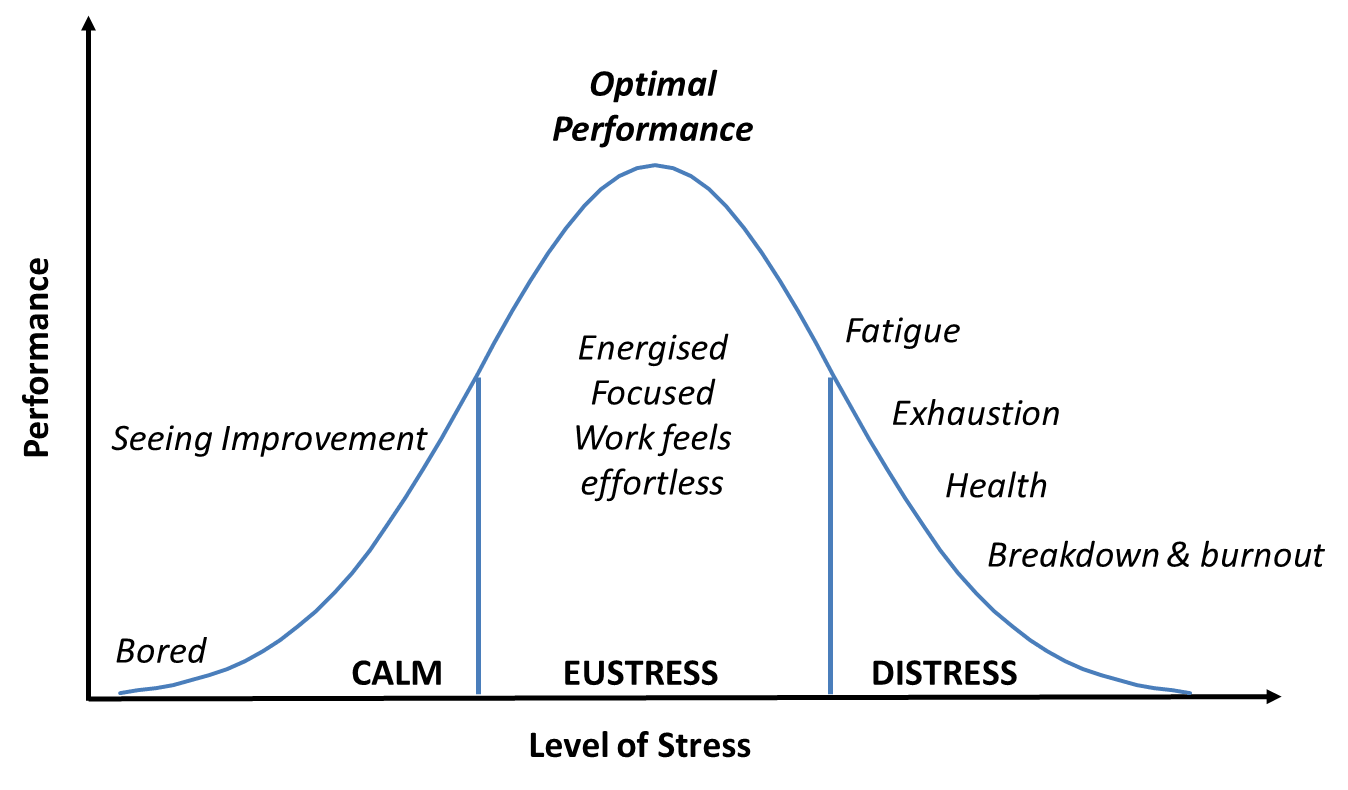 Optimal
Performance
Performance
Fatigue
Energised
Focused
Work feels
effortless
Exhaustion
Seeing Improvement
Health
Breakdown & burnout
Bored
CALM
EUSTRESS
DISTRESS
Level of Stress